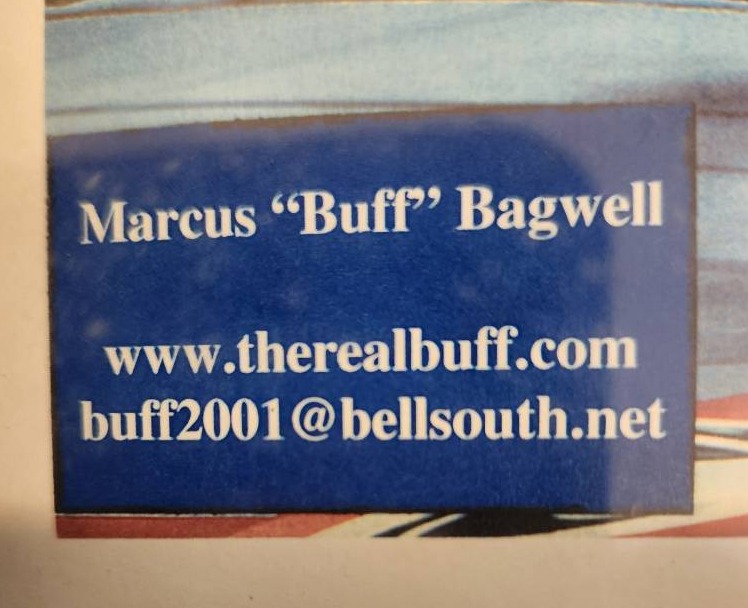 Marcus “Buff” Bagwell
www.therealbuff.com
buff2001@bellsouth.net